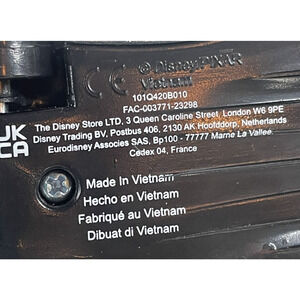 © Disney/PIXAR
Vietnam
101Q420B010
FAC-003771-23298
The Disney Store LTD. 3 Queen Caroline Street, London W6 9PE
Disney Trading BV, Postbus 406, 2130 AK Hoofddorp, Netherlands
Eurodisney Associes SAS, Bp100 - 77777 Marne La Vallee,
Cedex 04, France
UK
CA
CE
Made In Vietnam
Hecho en Vietnam
Fabriqué au Vietnam
Dibuat di Vietnam